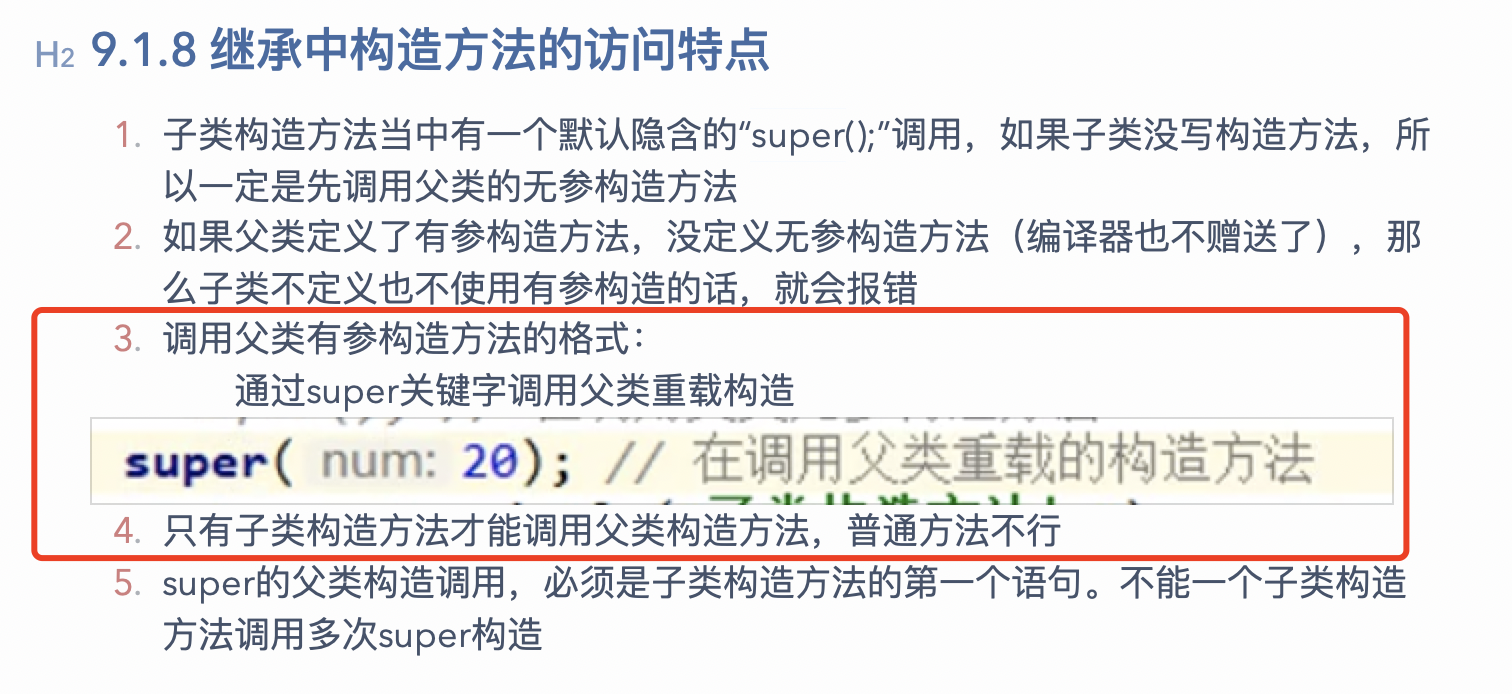 H2 9.1.8 继承中构造方法的访问特点
1. 子类构造方法当中有一个默认隐含的“super();”调用，如果子类没写构造方法，所
以一定是先调用父类的无参构造方法
2. 如果父类定义了有参构造方法，没定义无参构造方法（编译器也不赠送了），那
么子类不定义也不使用有参构造的话，就会报错
3. 调用父类有参构造方法的格式：
通过super关键字调用父类重载构造
super( num: 20); // 在调用父类重载的构造方法
4. 只有子类构造方法才能调用父类构造方法，普通方法不行
5. super的父类构造调用，必须是子类构造方法的第一个语句。不能一个子类构造
方法调用多次super构造